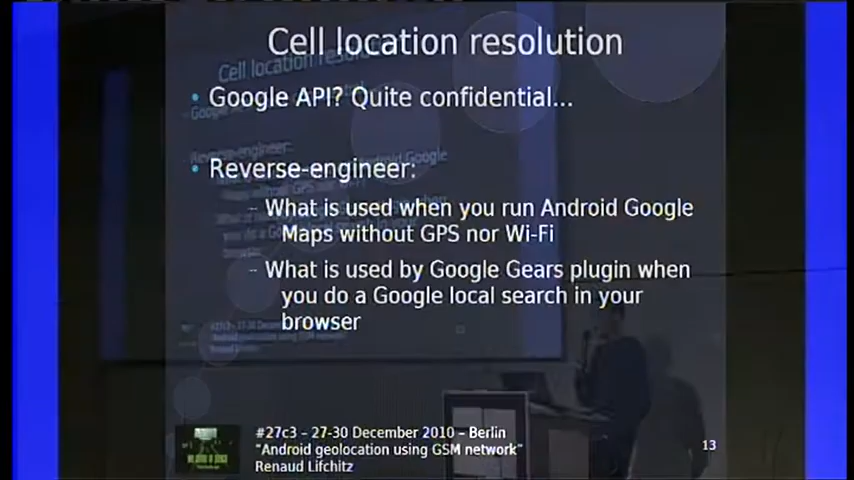 Cell location resolution
Google API? Quite confidential...
Reverse-engineer:
What is used when you run Android Google
Maps without GPS nor Wi-Fi
What is used by Google Gears plugin when
you do a Google local search in your
browser
#27c3 – 27-30 December 2010 – Berlin
"Android geolocation using GSM network"
Renaud Lifchitz
13